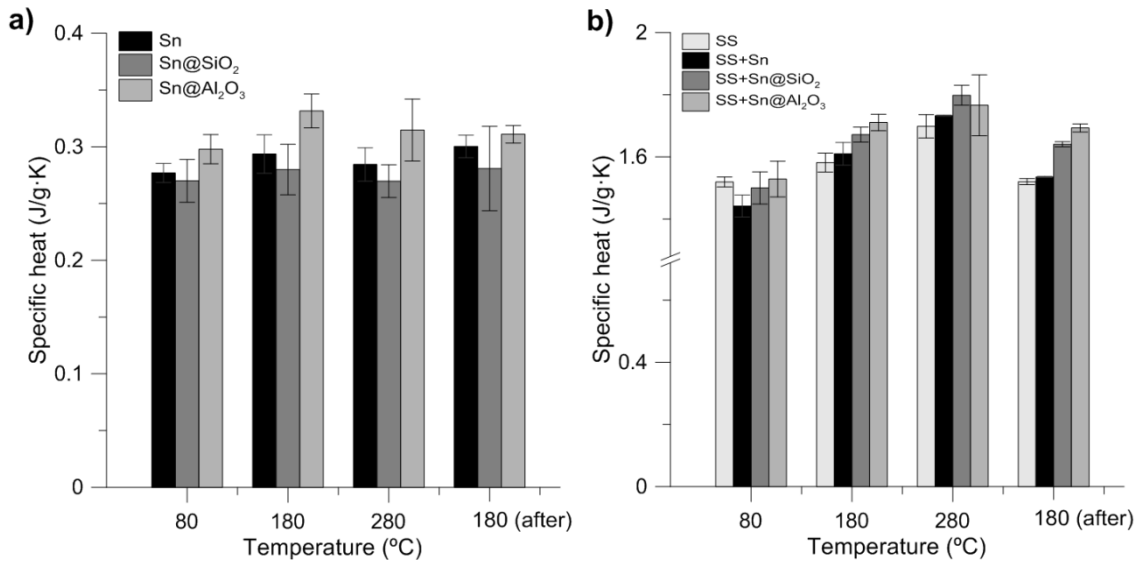 a)
0.4
0.3
0.2
0.1
0
Specific heat (J/g·K)
Sn
Sn@SiO₂
Sn@Al₂O₃
80
180
280
180 (after)
Temperature (ºC)
b)
2
1.6
0.4
0
Specific heat (J/g·K)
SS
SS+Sn
SS+Sn@SiO₂
SS+Sn@Al₂O₃
80
180
280
180 (after)
Temperature (ºC)